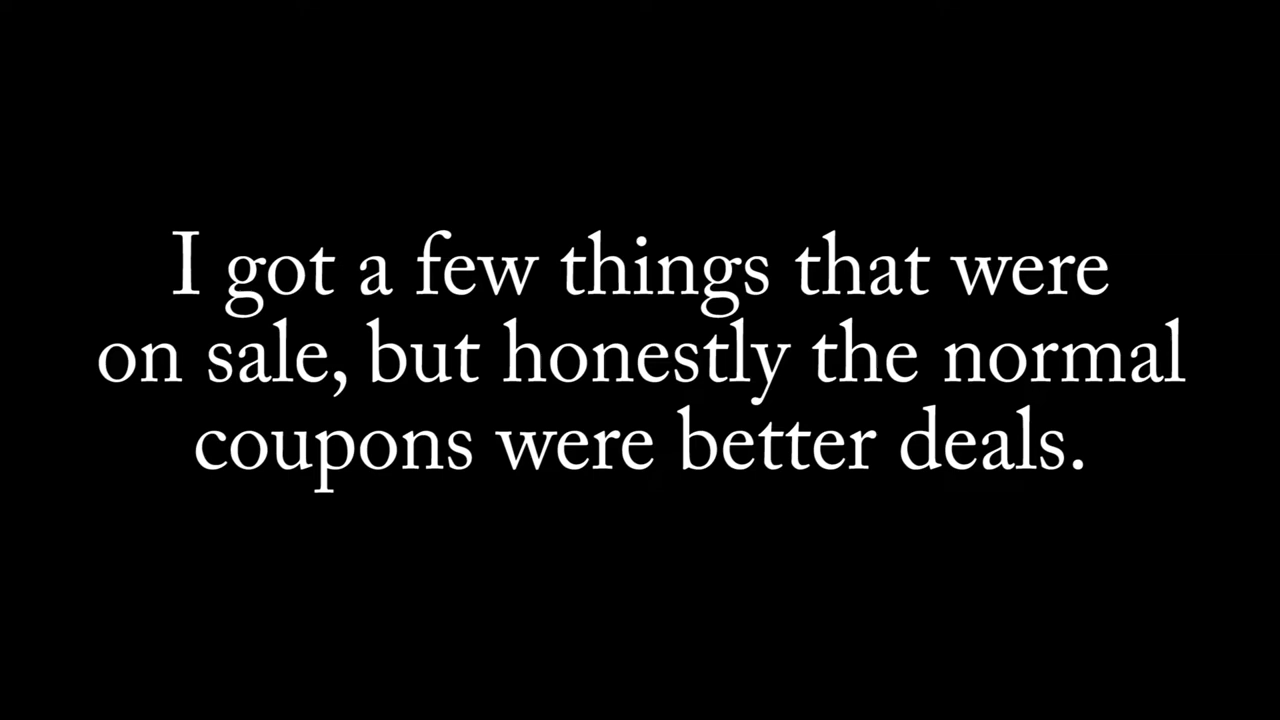 I got a few things that were
on sale, but honestly the normal
coupons were better deals.